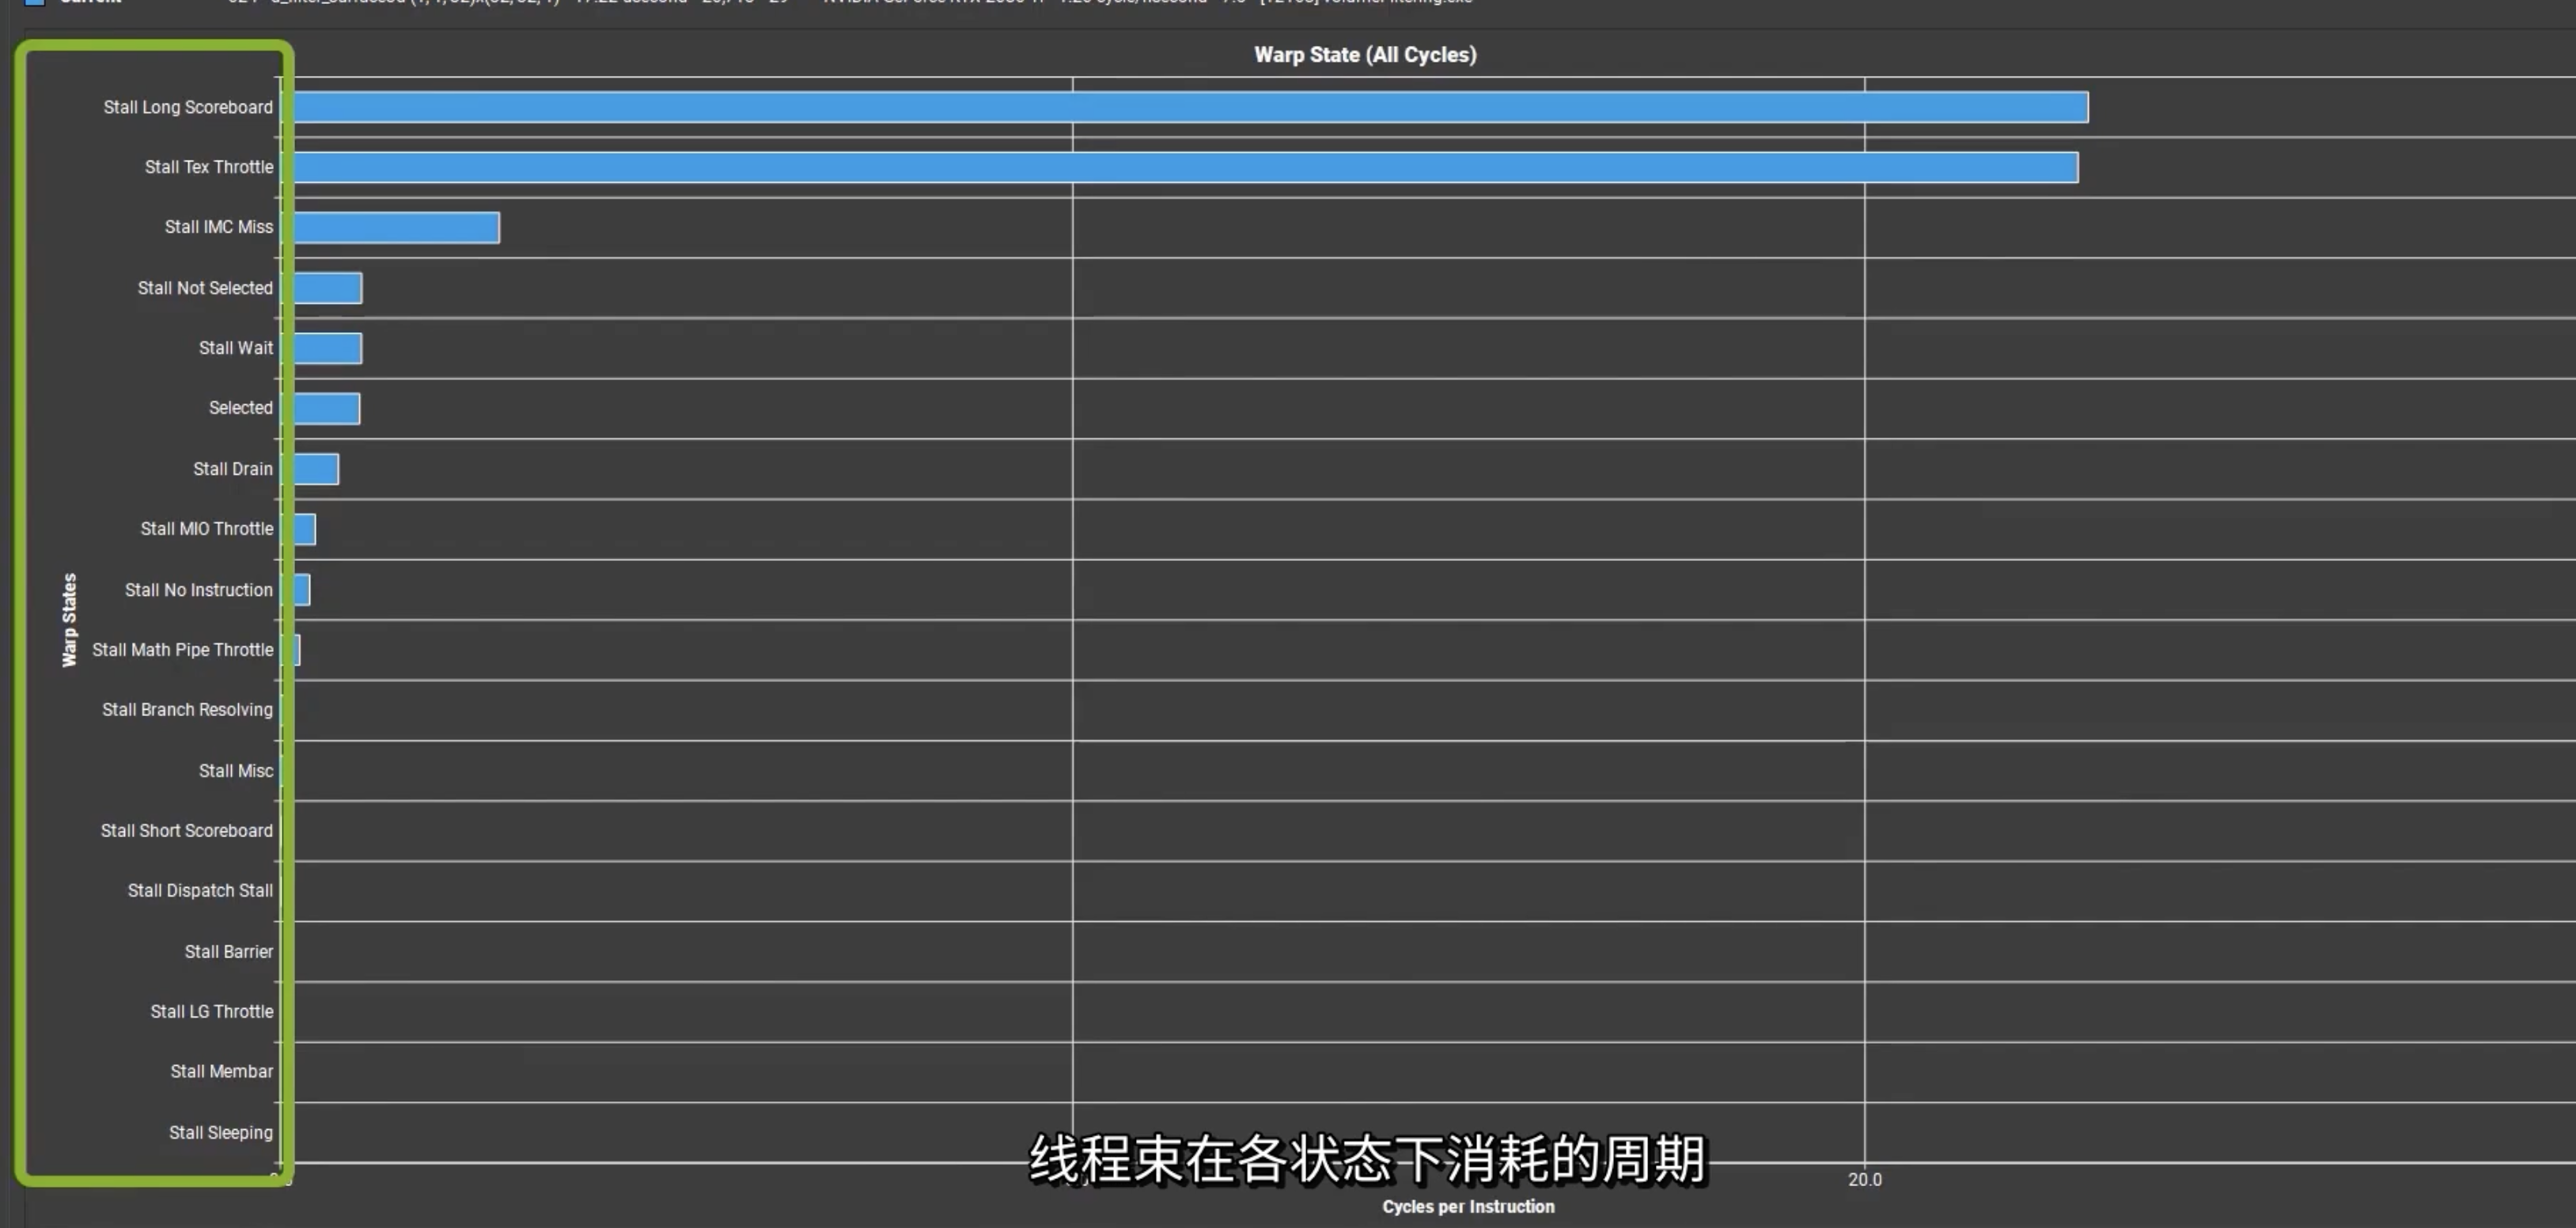 Warp State (All Cycles)
Stall Long Scoreboard
Stall Tex Throttle
Stall IMC Miss
Stall Not Selected
Stall Wait
Selected
Stall Drain
Stall MIO Throttle
Stall No Instruction
Stall Math Pipe Throttle
Stall Branch Resolving
Stall Misc
Stall Short Scoreboard
Stall Dispatch Stall
Stall Barrier
Stall LG Throttle
Stall Membar
Stall Sleeping
Warp States
线程束在各状态下消耗的周期
20.0
Cycles per Instruction